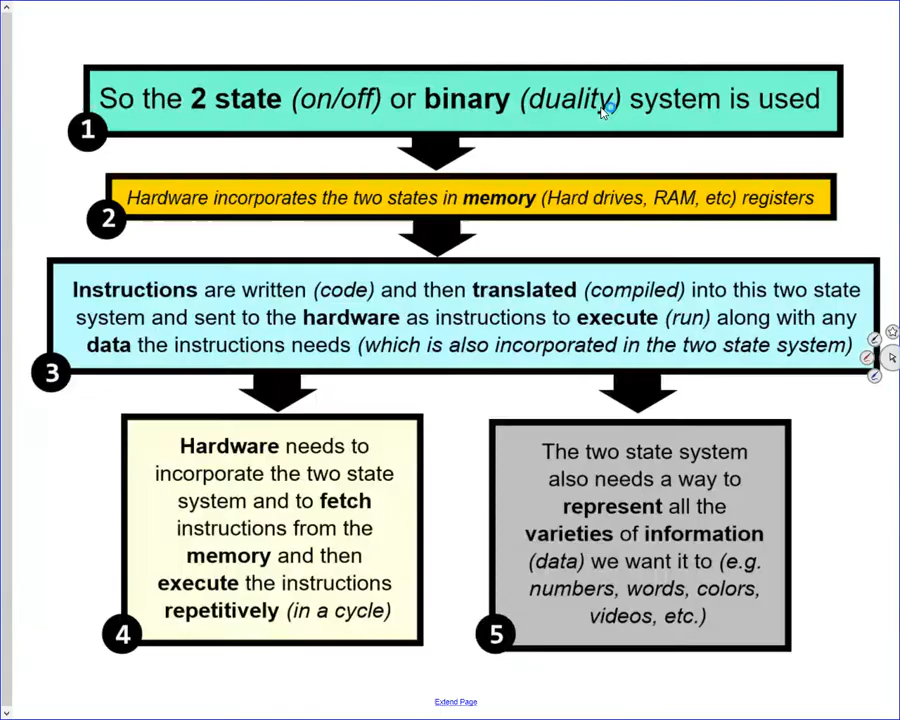 So the 2 state (on/off) or binary (duality) system is used
1
Hardware incorporates the two states in memory (Hard drives, RAM, etc) registers
2
Instructions are written (code) and then translated (compiled) into this two state
system and sent to the hardware as instructions to execute (run) along with any
data the instructions needs (which is also incorporated in the two state system)
3
Hardware needs to
incorporate the two state
system and to fetch
instructions from the
memory and then
execute the instructions
repetitively (in a cycle)
4
The two state system
also needs a way to
represent all the
varieties of information
(data) we want it to (e.g.
numbers, words, colors,
videos, etc.)
5
Extend Page